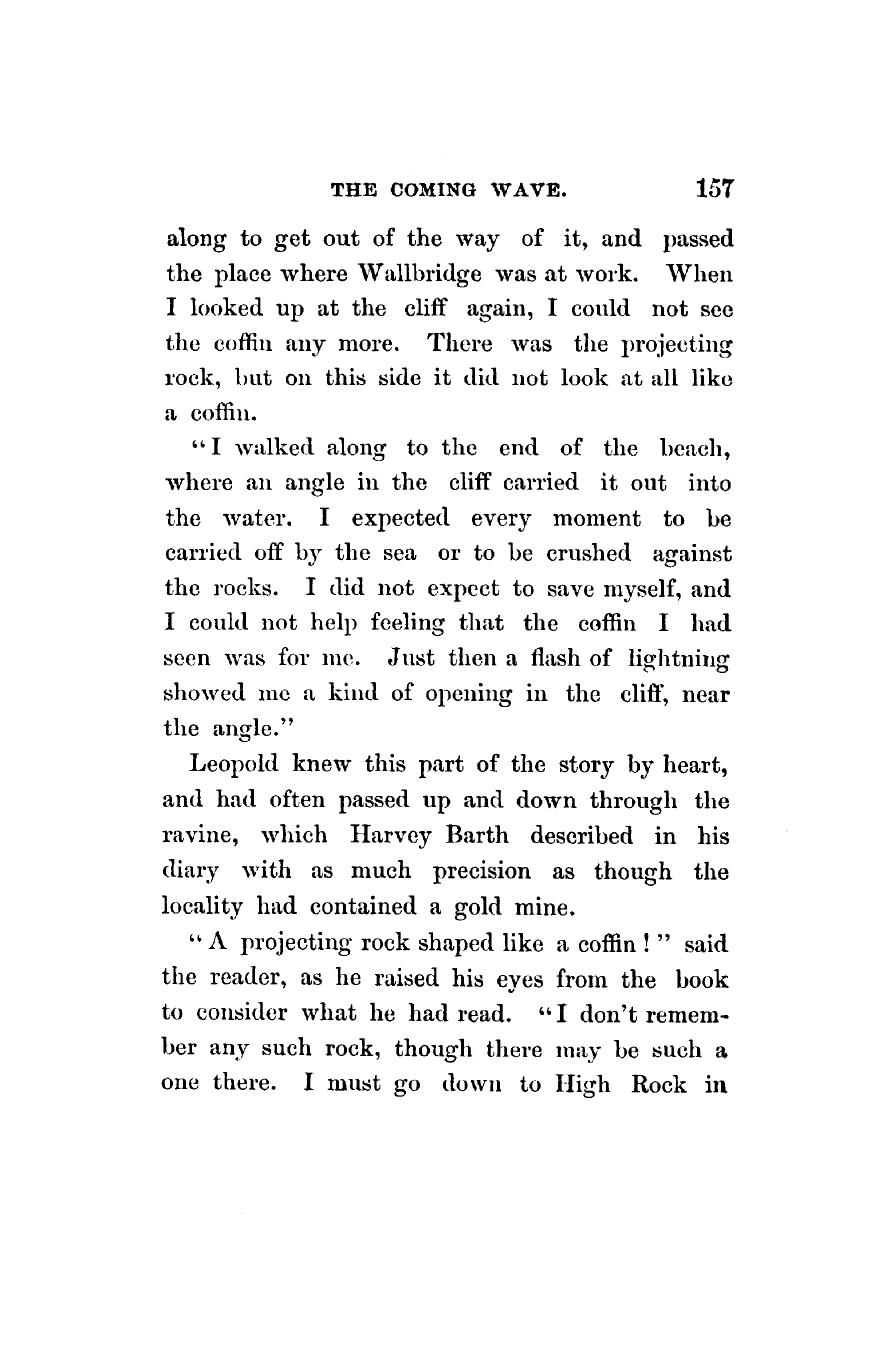 THE COMING WAVE. 157
along to get out of the way of it, and passed
the place where Wallbridge was at work. When
I looked up at the cliff again, I could not see
the coffin any more. There was the projecting
rock, but on this side it did not look at all like
a coffin.
"I walked along to the end of the beach,
where an angle in the cliff carried it out into
the water. I expected every moment to be
carried off by the sea or to be crushed against
the rocks. I did not expect to save myself, and
I could not help feeling that the coffin I had
seen was for me. Just then a flash of lightning
showed me a kind of opening in the cliff, near
the angle."
Leopold knew this part of the story by heart,
and had often passed up and down through the
ravine, which Harvey Barth described in his
diary with as much precision as though the
locality had contained a gold mine.
"A projecting rock shaped like a coffin!" said
the reader, as he raised his eyes from the book
to consider what he had read. "I don't remem-
ber any such rock, though there may be such a
one there. I must go down to High Rock in